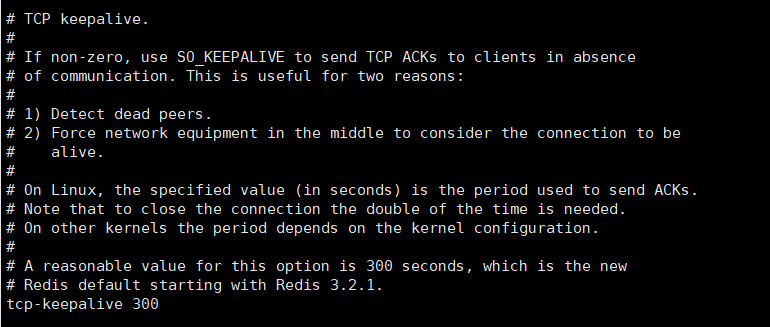 # TCP keepalive.
#
# If non-zero, use SO_KEEPALIVE to send TCP ACKs to clients in absence
# of communication. This is useful for two reasons:
#
# 1) Detect dead peers.
# 2) Force network equipment in the middle to consider the connection to be
#    alive.
#
# On Linux, the specified value (in seconds) is the period used to send ACKs.
# Note that to close the connection the double of the time is needed.
# On other kernels the period depends on the kernel configuration.
#
# A reasonable value for this option is 300 seconds, which is the new
# Redis default starting with Redis 3.2.1.
tcp-keepalive 300